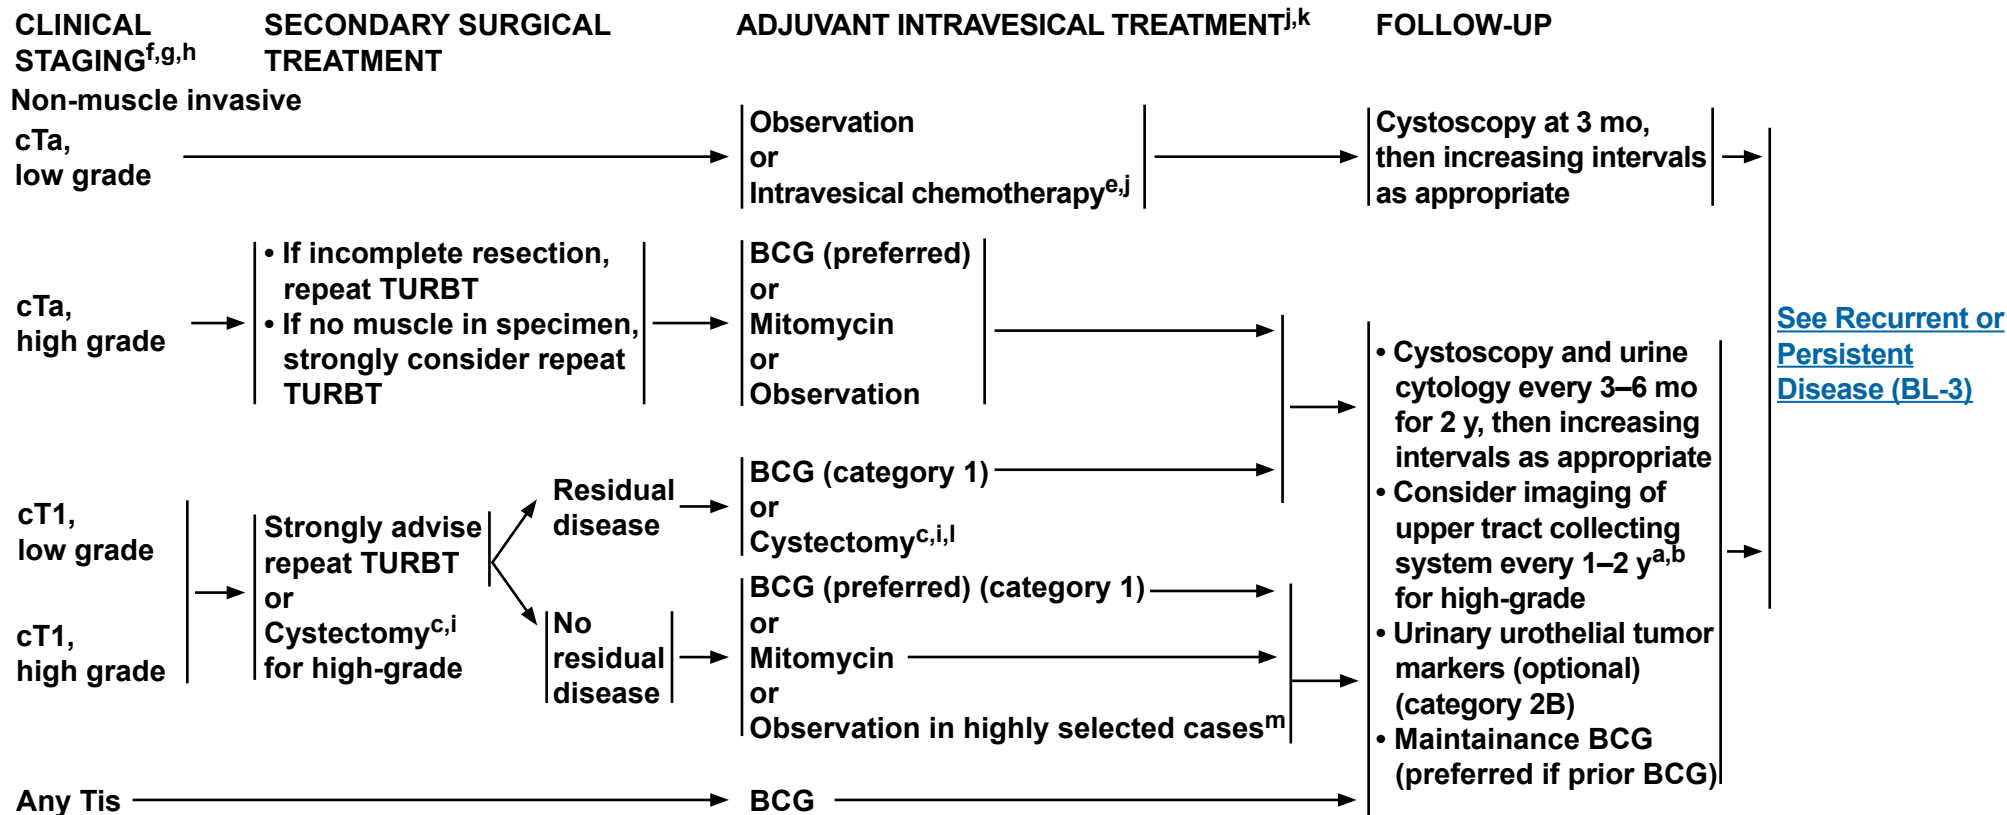 CLINICAL
STAGINGf,g,h
SECONDARY SURGICAL
TREATMENT
ADJUVANT INTRAVESICAL TREATMENTj,k
FOLLOW-UP
Non-muscle invasive
cTa,
low grade
Observation
or
Intravesical chemotherapye,j
Cystoscopy at 3 mo,
then increasing intervals
as appropriate
cTa,
high grade
• If incomplete resection,
repeat TURBT
• If no muscle in specimen,
strongly consider repeat
TURBT
BCG (preferred)
or
Mitomycin
or
Observation
cT1,
low grade
cT1,
high grade
Strongly advise
repeat TURBT
or
Cystectomyc,i
for high-grade
Residual
disease
BCG (category 1)
or
Cystectomyc,i,l
No
residual
disease
BCG (preferred) (category 1)
or
Mitomycin
or
Observation in highly selected casesm
Any Tis
BCG
• Cystoscopy and urine
cytology every 3–6 mo
for 2 y, then increasing
intervals as appropriate
• Consider imaging of
upper tract collecting
system every 1–2 ya,b
for high-grade
• Urinary urothelial tumor
markers (optional)
(category 2B)
• Maintainance BCG
(preferred if prior BCG)
See Recurrent or
Persistent
Disease (BL-3)